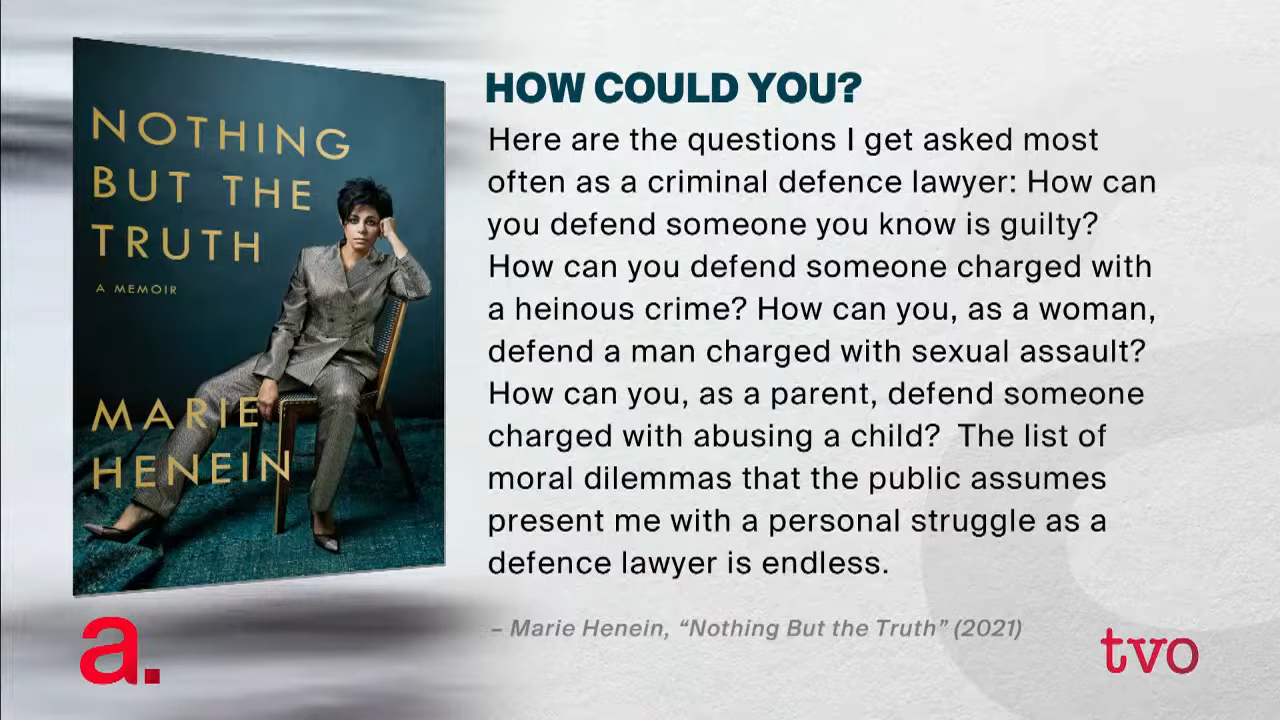 NOTHING
BUT THE
TRUTH
A MEMOIR
MARIE
HENEIN
HOW COULD YOU?
Here are the questions I get asked most
often as a criminal defence lawyer: How can
you defend someone you know is guilty?
How can you defend someone charged with
a heinous crime? How can you, as a woman,
defend a man charged with sexual assault?
How can you, as a parent, defend someone
charged with abusing a child?  The list of
moral dilemmas that the public assumes
present me with a personal struggle as a
defence lawyer is endless.
– Marie Henein, “Nothing But the Truth” (2021)
a.
tvo